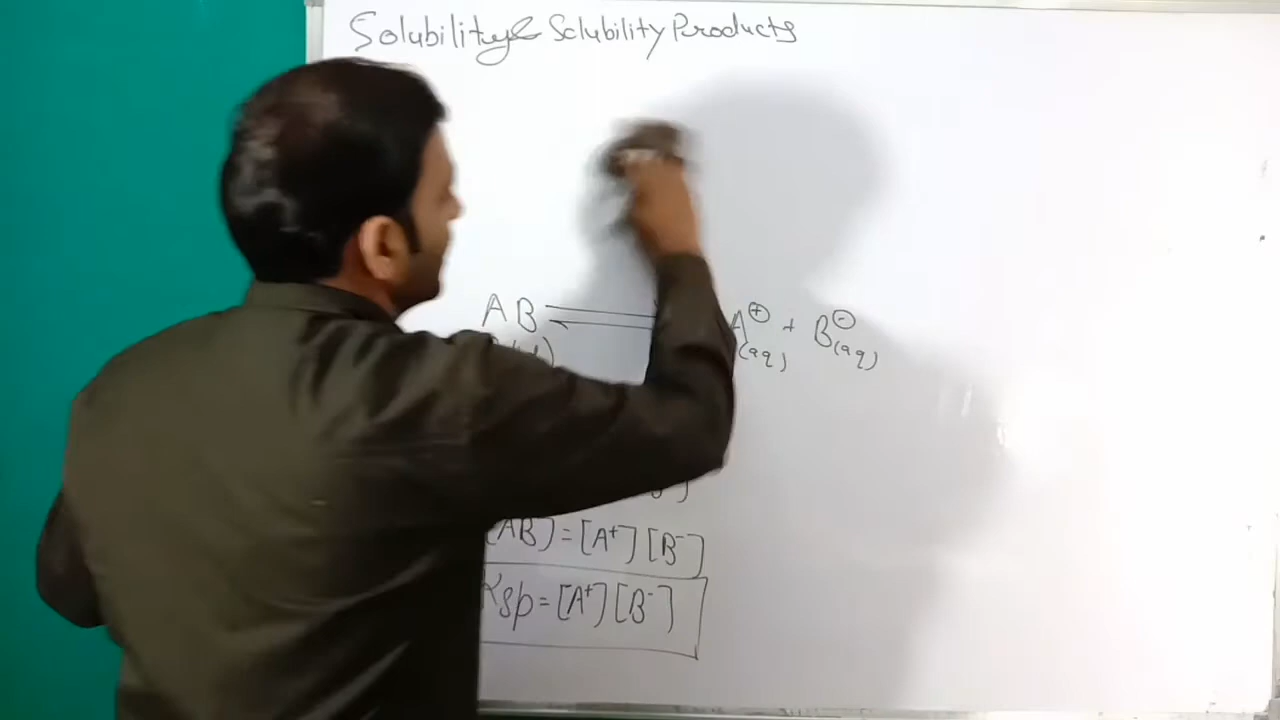 Solubility & Solubility Products
AB ⇌ A⊕ + B⊖
(aq) (aq)
[AB] = [A+] [B-]
Ksp = [A+] [B-]